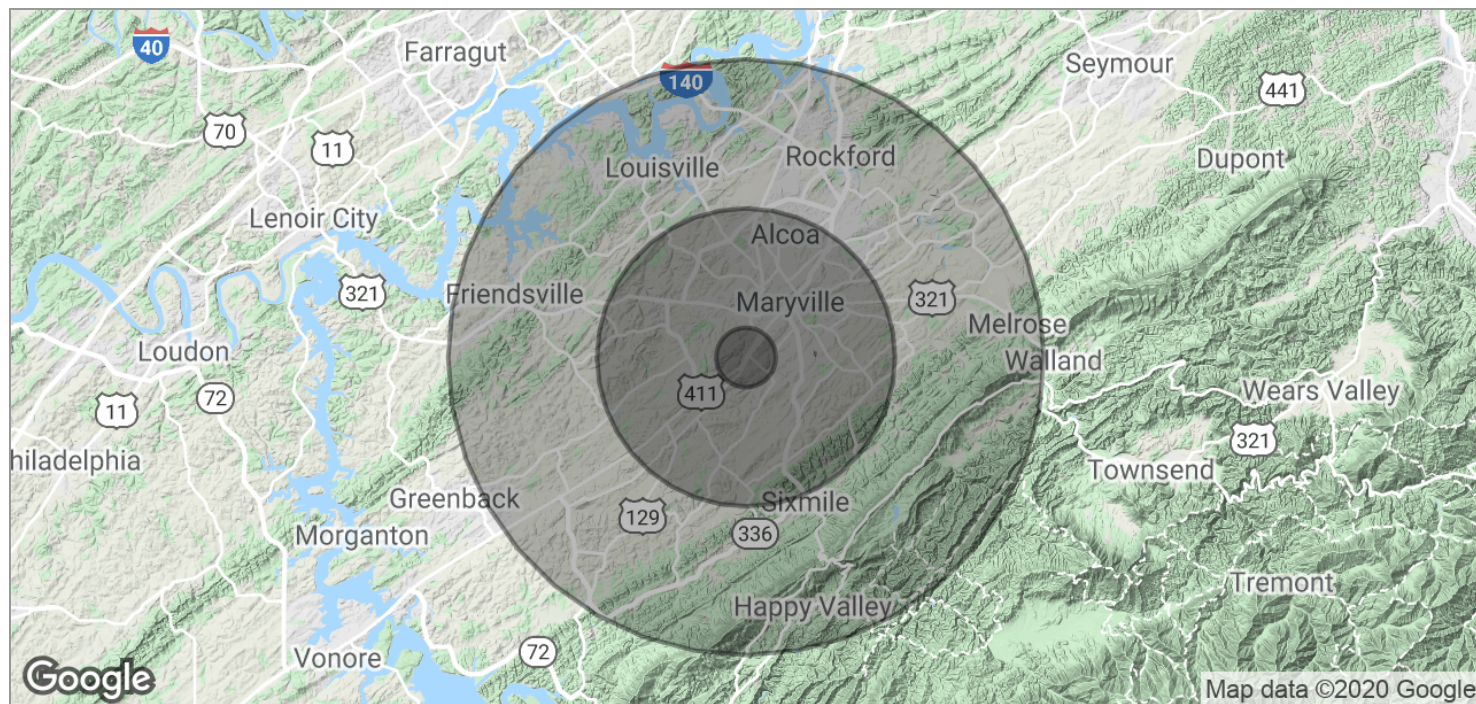 40
Farragut
140
Seymour
441
70
11
Louisville
Rockford
Dupont
Lenoir City
Alcoa
321
Friendsville
Maryville
321
Melrose
Loudon
Walland
72
11
411
Wears Valley
hiladelphia
321
Townsend
Greenback
129
Sixmile
336
Morganton
Tremont
Happy Valley
Vonore
72
Google
Map data ©2020 Google